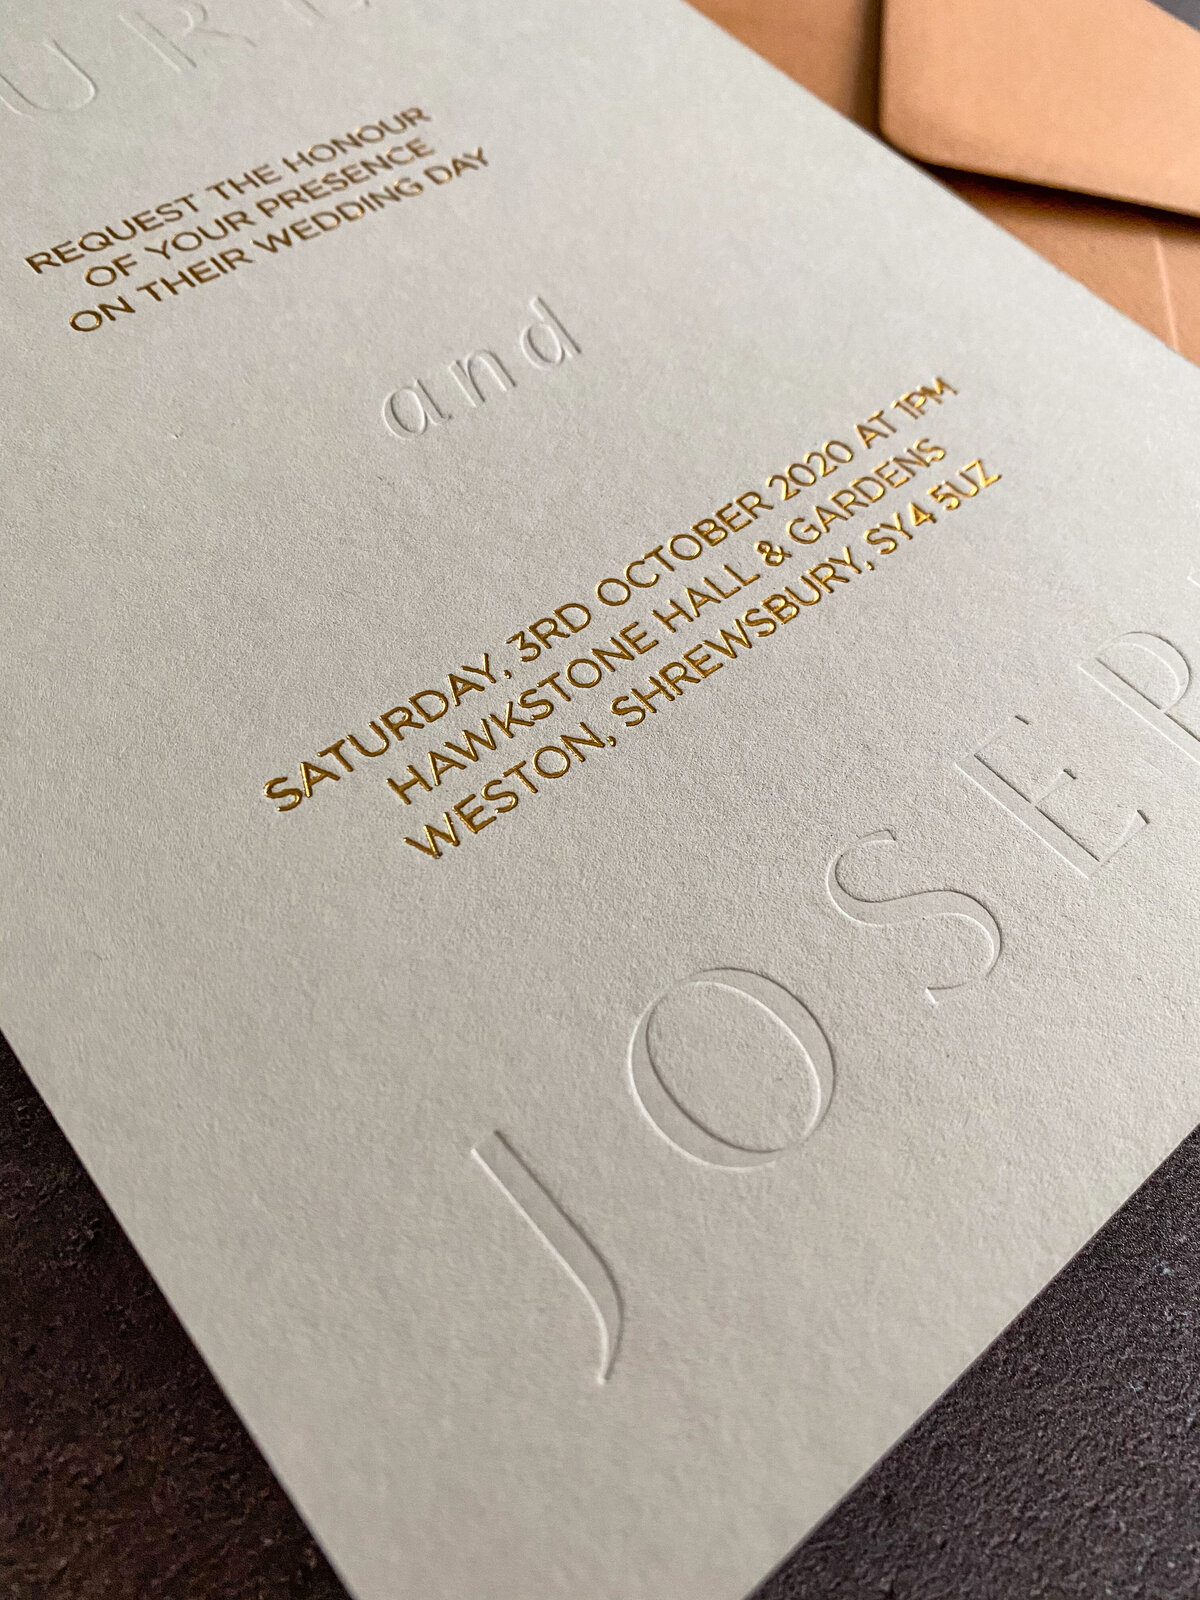 REQUEST THE HONOUR
OF YOUR PRESENCE
ON THEIR WEDDING DAY
and
SATURDAY, 3RD OCTOBER 2020 AT 1PM
HAWKSTONE HALL & GARDENS
WESTON, SHREWSBURY, SY4 5UZ
JOSEP